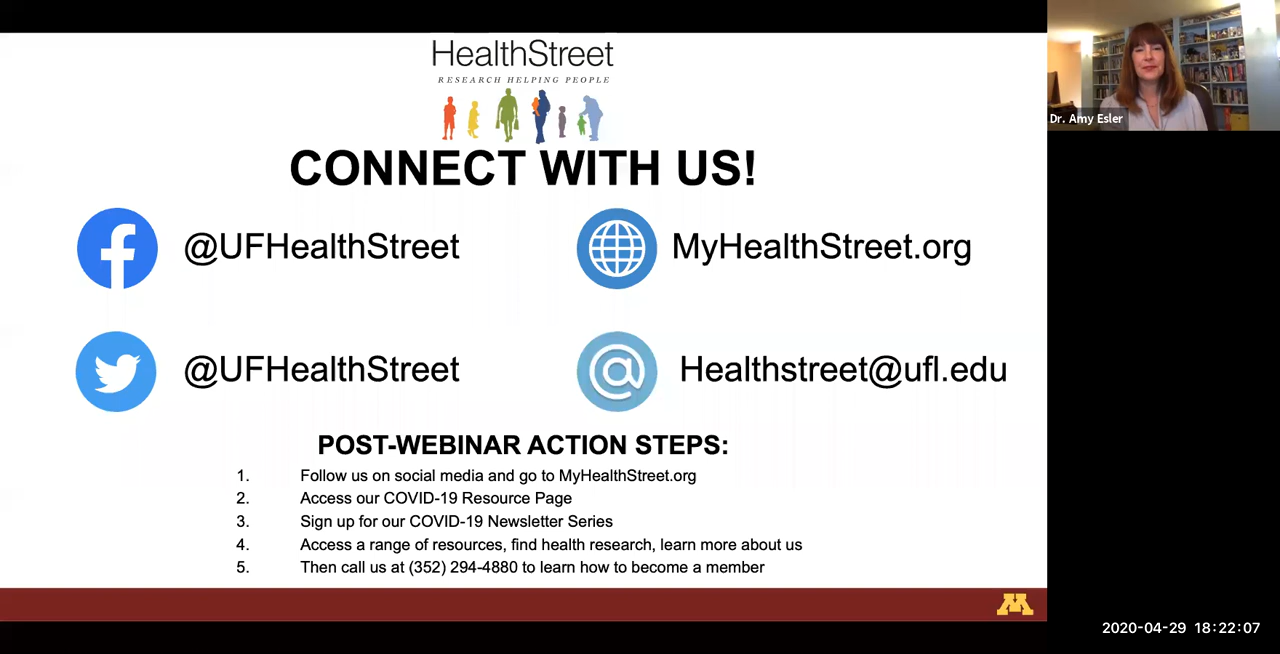 HealthStreet
RESEARCH HELPING PEOPLE
CONNECT WITH US!
@UFHealthStreet
MyHealthStreet.org
@UFHealthStreet
Healthstreet@ufl.edu
POST-WEBINAR ACTION STEPS:
1. Follow us on social media and go to MyHealthStreet.org
2. Access our COVID-19 Resource Page
3. Sign up for our COVID-19 Newsletter Series
4. Access a range of resources, find health research, learn more about us
5. Then call us at (352) 294-4880 to learn how to become a member
M
Dr. Amy Esler
2020-04-29 18:22:07